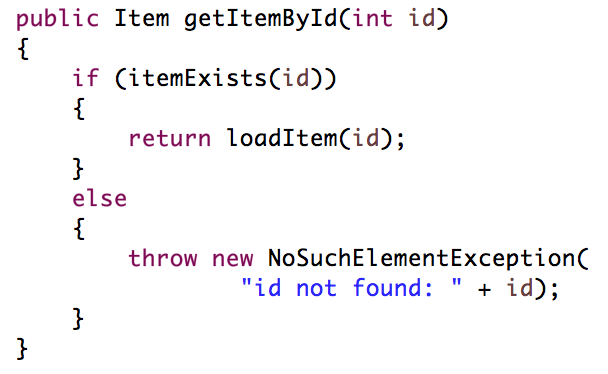 public Item getItemById(int id)
{
    if (itemExists(id))
    {
        return loadItem(id);
    }
    else
    {
        throw new NoSuchElementException(
                "id not found: " + id);
    }
}